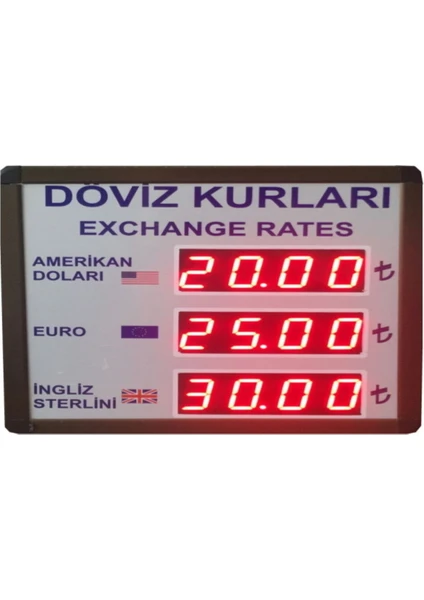 DÖVİZ KURLARI
EXCHANGE RATES
AMERİKAN
DOLARI
20.00 ₺
EURO
25.00 ₺
İNGLİZ
STERLİNİ
30.00 ₺